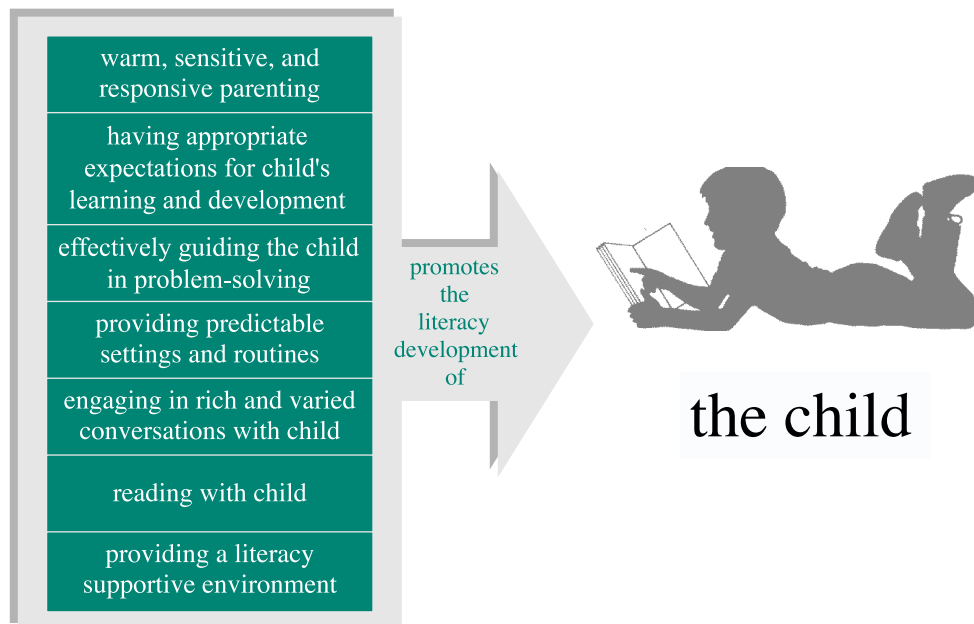 warm, sensitive, and
responsive parenting
having appropriate
expectations for child's
learning and development
effectively guiding the child
in problem-solving
providing predictable
settings and routines
engaging in rich and varied
conversations with child
reading with child
providing a literacy
supportive environment
promotes
the
literacy
development
of
the child